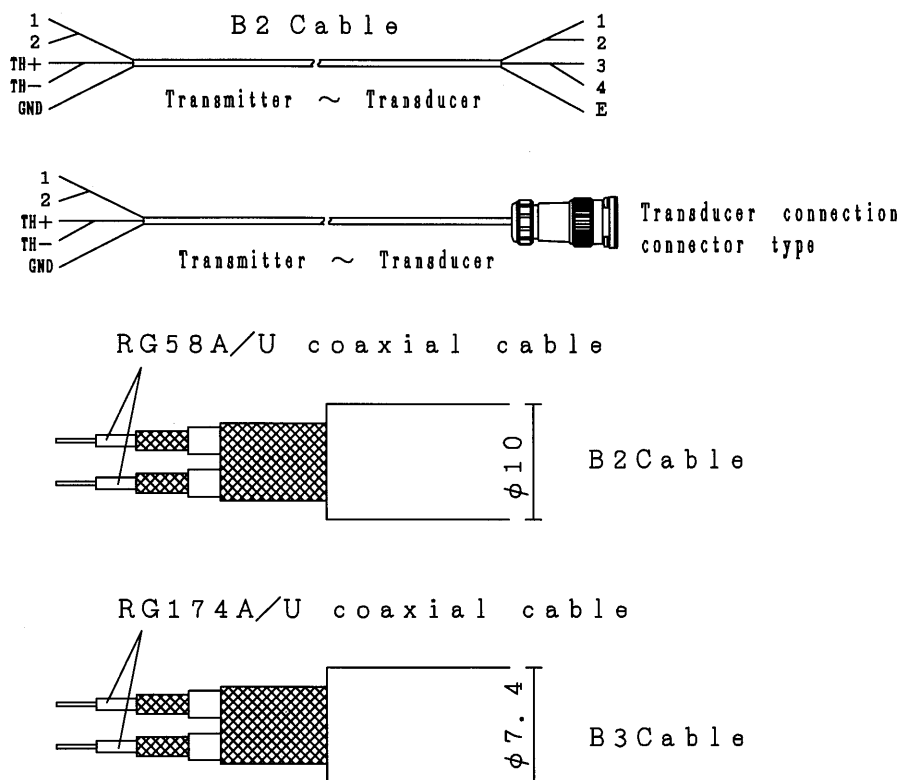 B2 Cable
1
2
TH+
TH−
GND
1
2
3
4
E
Transmitter ～ Transducer
1
2
TH+
TH−
GND
Transmitter ～ Transducer
Transducer connection
connector type
RG58A/U coaxial cable
φ10
B2Cable
RG174A/U coaxial cable
φ7.4
B3Cable